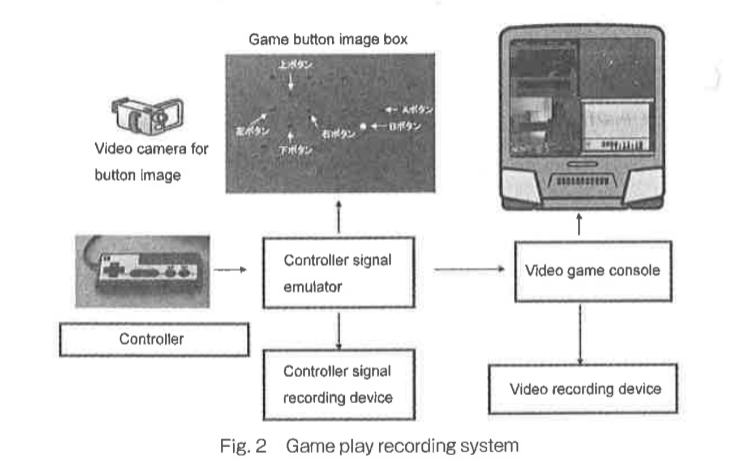 Game button image box
上ボタン
Aボタン
左ボタン
右ボタン
Bボタン
下ボタン
Video camera for
button image
Controller signal
emulator
Video game console
Controller
Controller signal
recording device
Video recording device
Fig. 2 Game play recording system